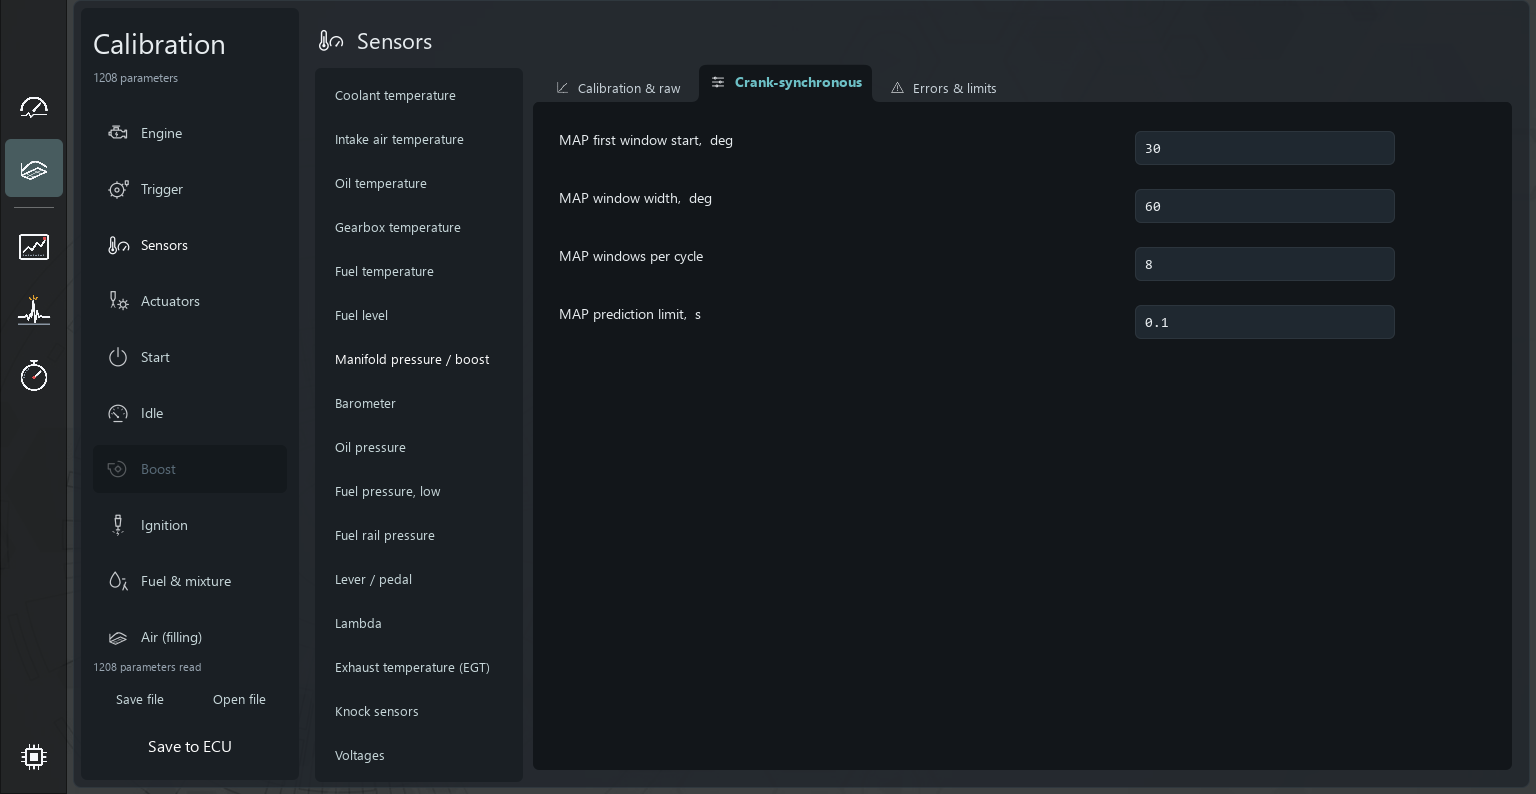 Calibration
1208 parameters
Engine
Trigger
Sensors
Actuators
Start
Idle
Boost
Ignition
Fuel & mixture
Air (filling)
1208 parameters read
Save file
Open file
Save to ECU
Sensors
Coolant temperature
Intake air temperature
Oil temperature
Gearbox temperature
Fuel temperature
Fuel level
Manifold pressure / boost
Barometer
Oil pressure
Fuel pressure, low
Fuel rail pressure
Lever / pedal
Lambda
Exhaust temperature (EGT)
Knock sensors
Voltages
Calibration & raw
Crank-synchronous
Errors & limits
MAP first window start, deg
30
MAP window width, deg
60
MAP windows per cycle
8
MAP prediction limit, s
0.1